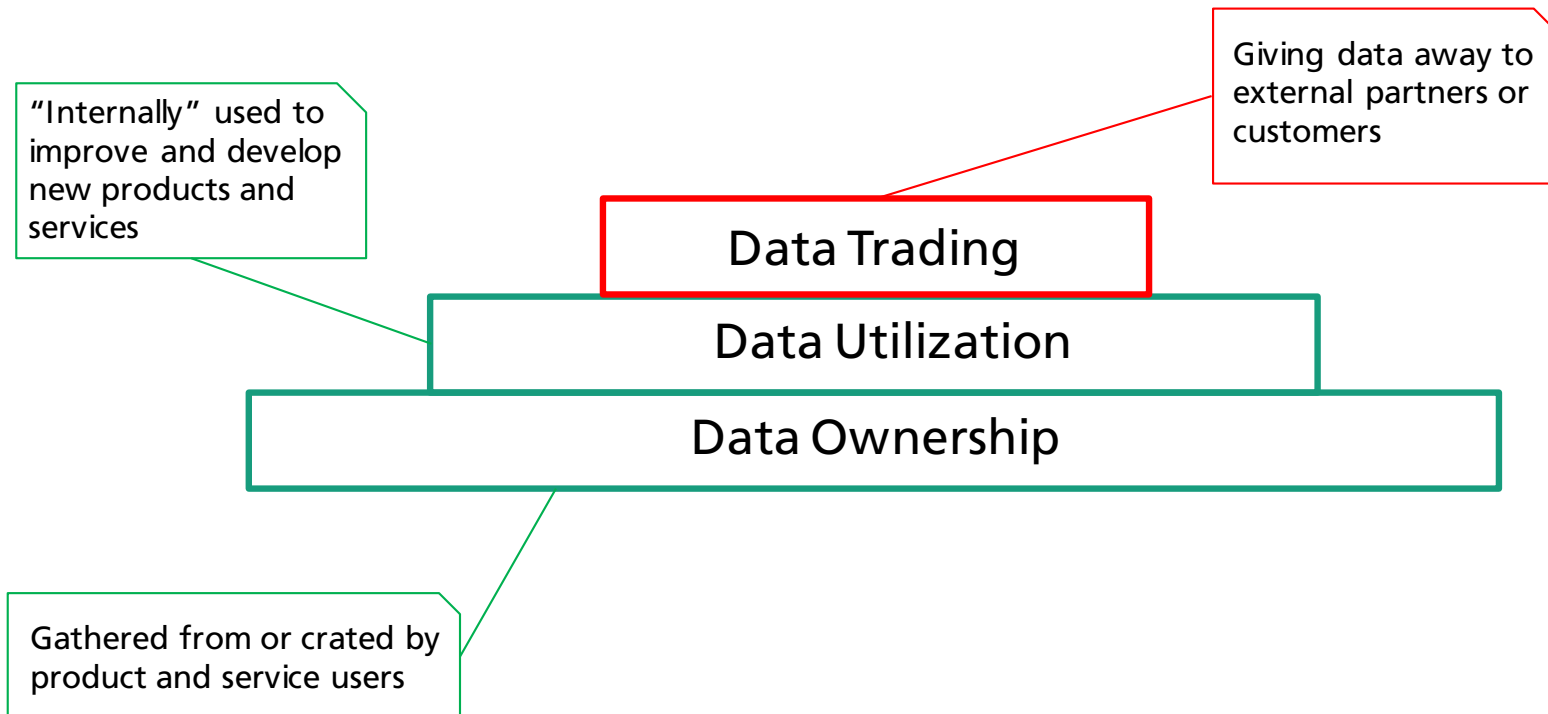 Giving data away to
external partners or
customers
“Internally” used to
improve and develop
new products and
services
Data Trading
Data Utilization
Data Ownership
Gathered from or crated by
product and service users